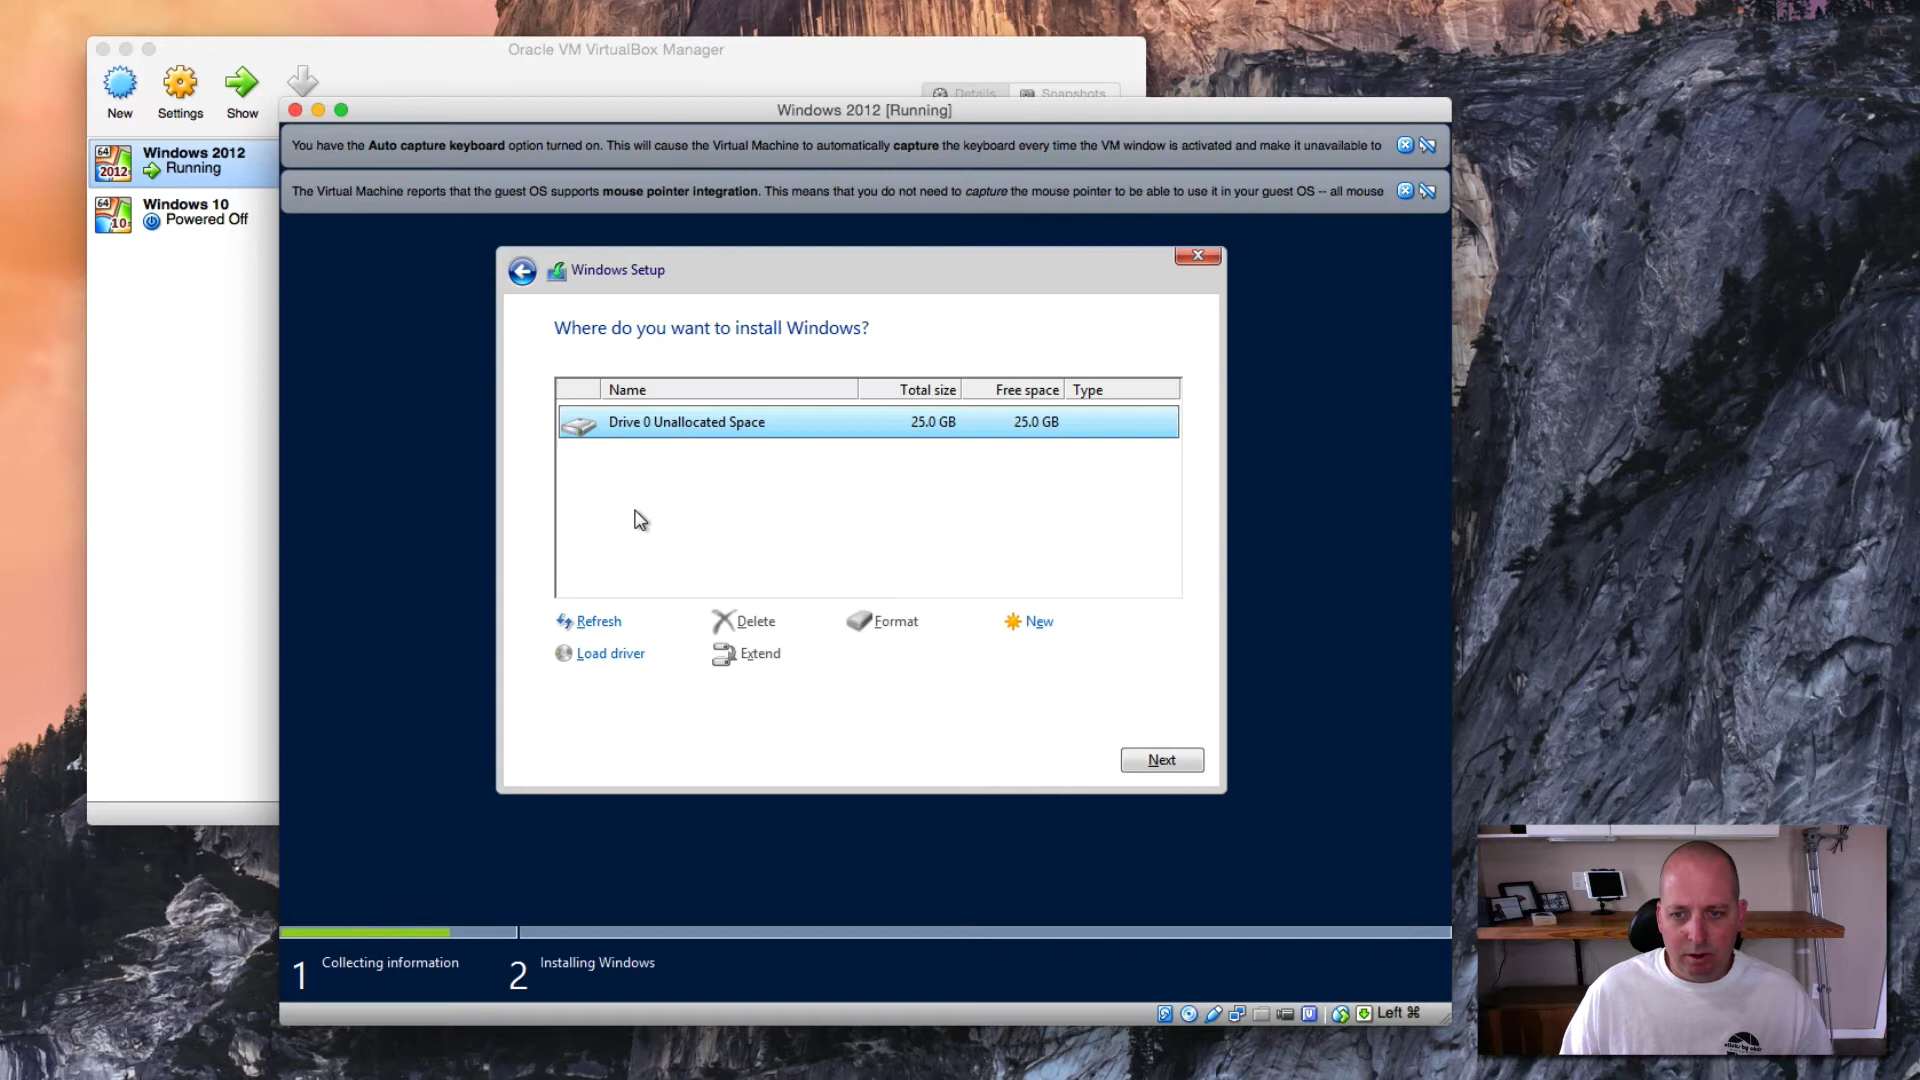 Oracle VM VirtualBox Manager
New
Settings
Show
Details
Snapshots
Windows 2012 [Running]
64
2012
Windows 2012
Running
64
10
Windows 10
Powered Off
You have the Auto capture keyboard option turned on. This will cause the Virtual Machine to automatically capture the keyboard every time the VM window is activated and make it unavailable to
The Virtual Machine reports that the guest OS supports mouse pointer integration. This means that you do not need to capture the mouse pointer to be able to use it in your guest OS -- all mouse
Windows Setup
Where do you want to install Windows?
Name Total size Free space Type
Drive 0 Unallocated Space 25.0 GB 25.0 GB
Refresh Delete Format New
Load driver Extend
Next
1 Collecting information 2 Installing Windows
Left ⌘